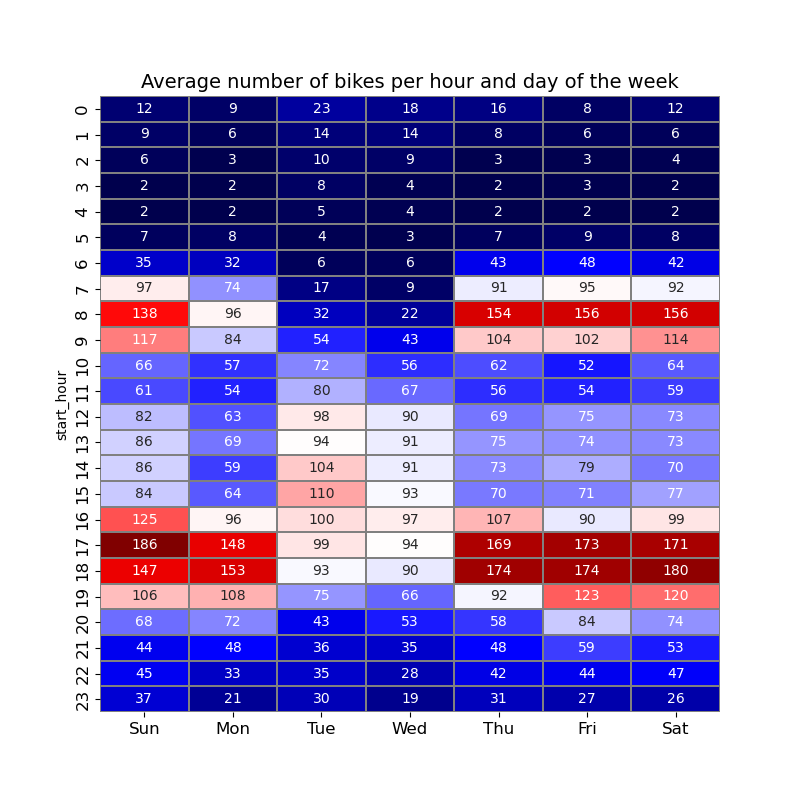 Average number of bikes per hour and day of the week
start_hour
0 12 9 23 18 16 8 12
1 9 6 14 14 8 6 6
2 6 3 10 9 3 3 4
3 2 2 8 4 2 3 2
4 2 2 5 4 2 2 2
5 7 8 4 3 7 9 8
6 35 32 6 6 43 48 42
7 97 74 17 9 91 95 92
8 138 96 32 22 154 156 156
9 117 84 54 43 104 102 114
10 66 57 72 56 62 52 64
11 61 54 80 67 56 54 59
12 82 63 98 90 69 75 73
13 86 69 94 91 75 74 73
14 86 59 104 91 73 79 70
15 84 64 110 93 70 71 77
16 125 96 100 97 107 90 99
17 186 148 99 94 169 173 171
18 147 153 93 90 174 174 180
19 106 108 75 66 92 123 120
20 68 72 43 53 58 84 74
21 44 48 36 35 48 59 53
22 45 33 35 28 42 44 47
23 37 21 30 19 31 27 26
Sun Mon Tue Wed Thu Fri Sat